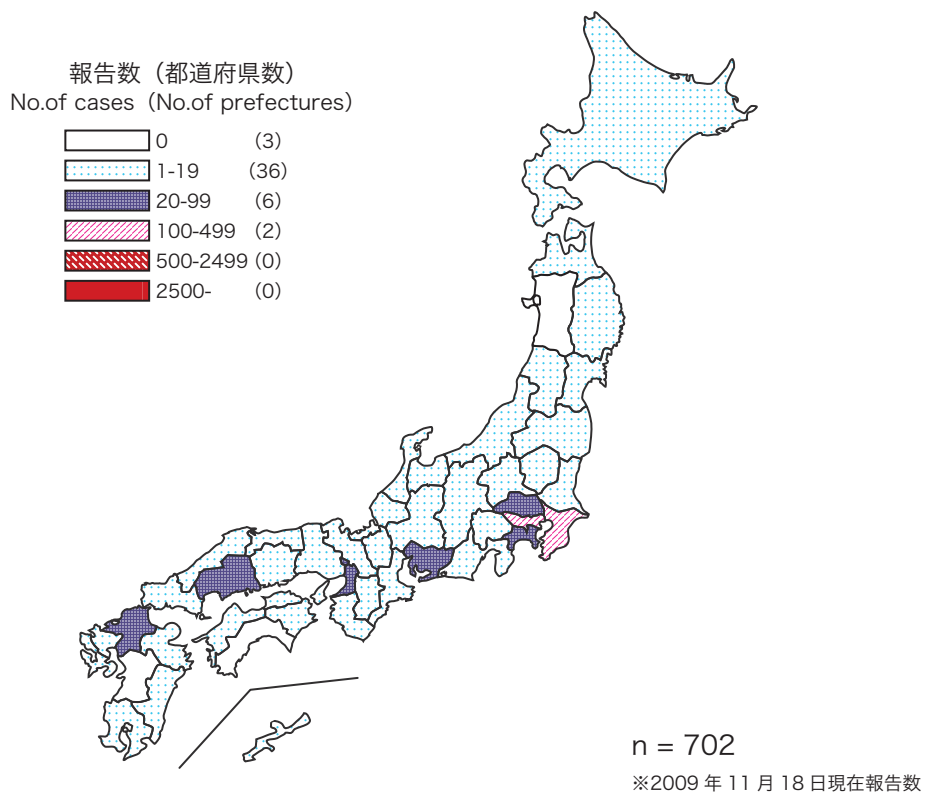 報告数（都道府県数）
No.of cases（No.of prefectures）
0 (3)
1-19 (36)
20-99 (6)
100-499 (2)
500-2499 (0)
2500- (0)
n = 702
※2009 年 11 月 18 日現在報告数